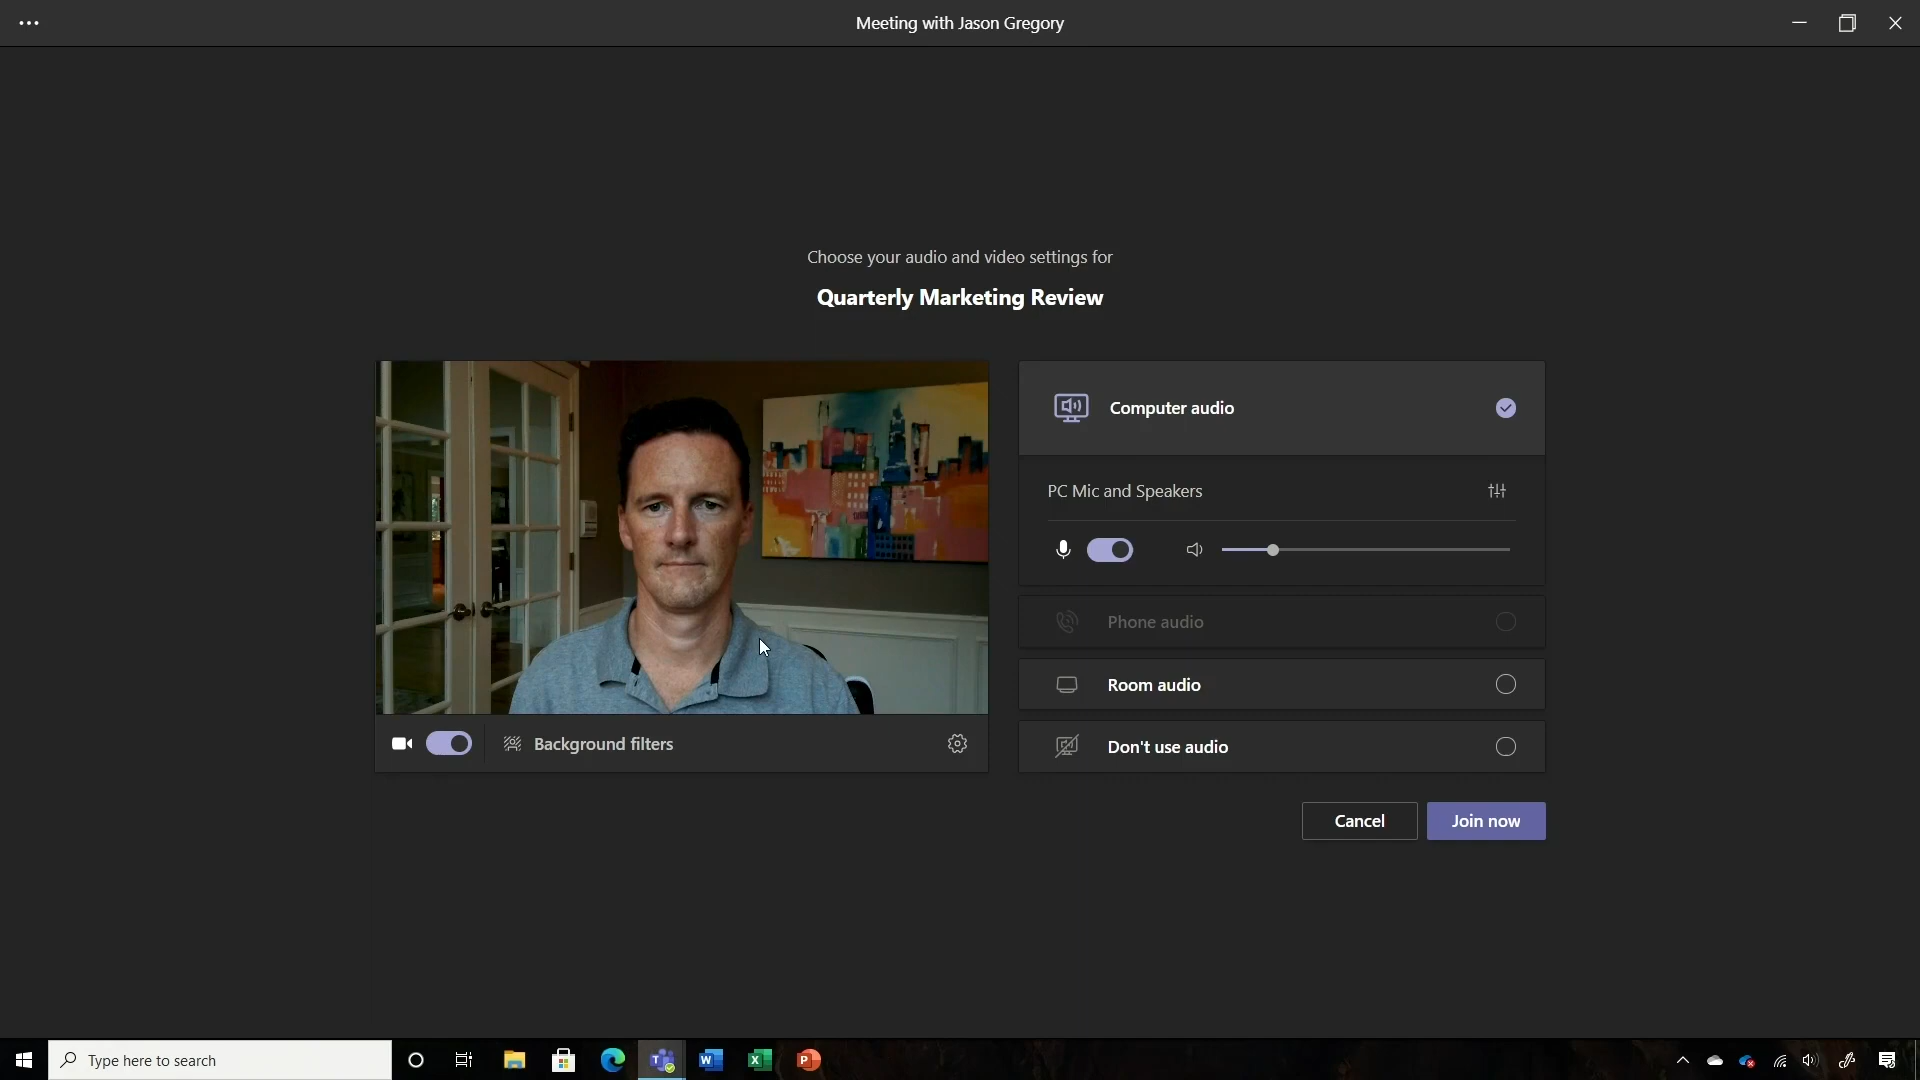 Meeting with Jason Gregory
Choose your audio and video settings for
Quarterly Marketing Review
Computer audio
PC Mic and Speakers
Phone audio
Room audio
Background filters
Don't use audio
Cancel
Join now
Type here to search